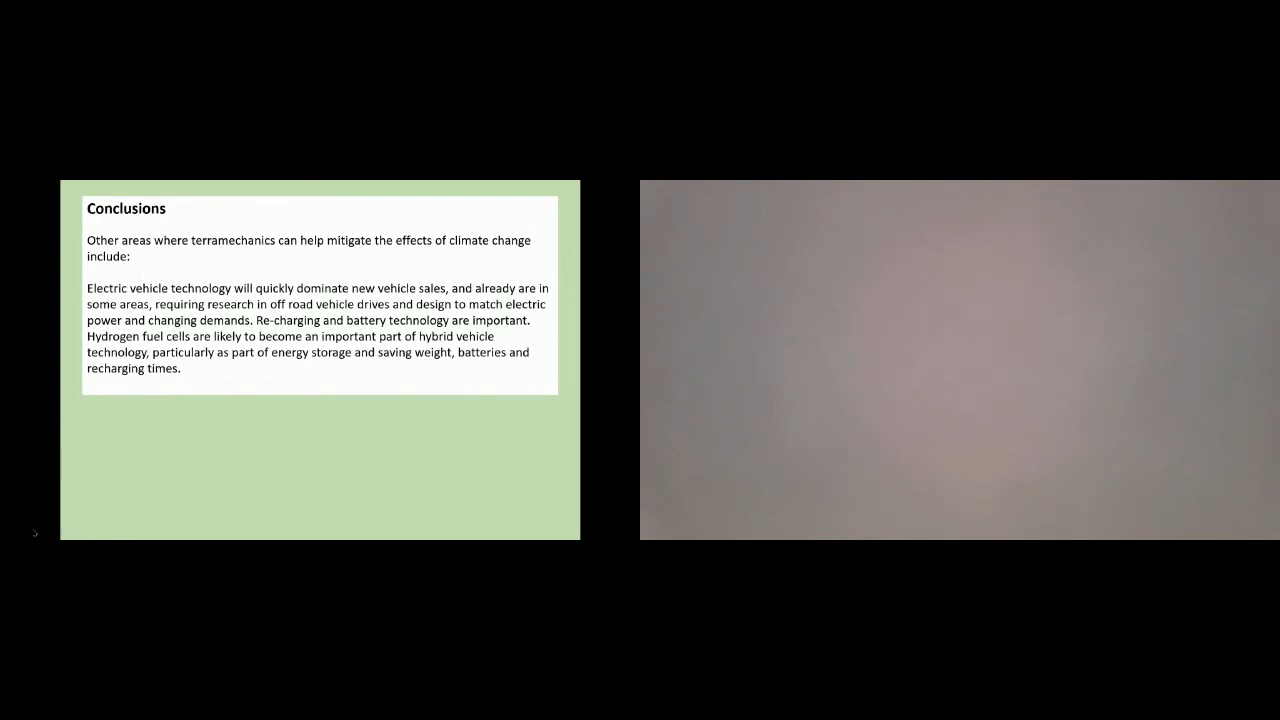 Conclusions
Other areas where terramechanics can help mitigate the effects of climate change
include:
Electric vehicle technology will quickly dominate new vehicle sales, and already are in
some areas, requiring research in off road vehicle drives and design to match electric
power and changing demands. Re-charging and battery technology are important.
Hydrogen fuel cells are likely to become an important part of hybrid vehicle
technology, particularly as part of energy storage and saving weight, batteries and
recharging times.